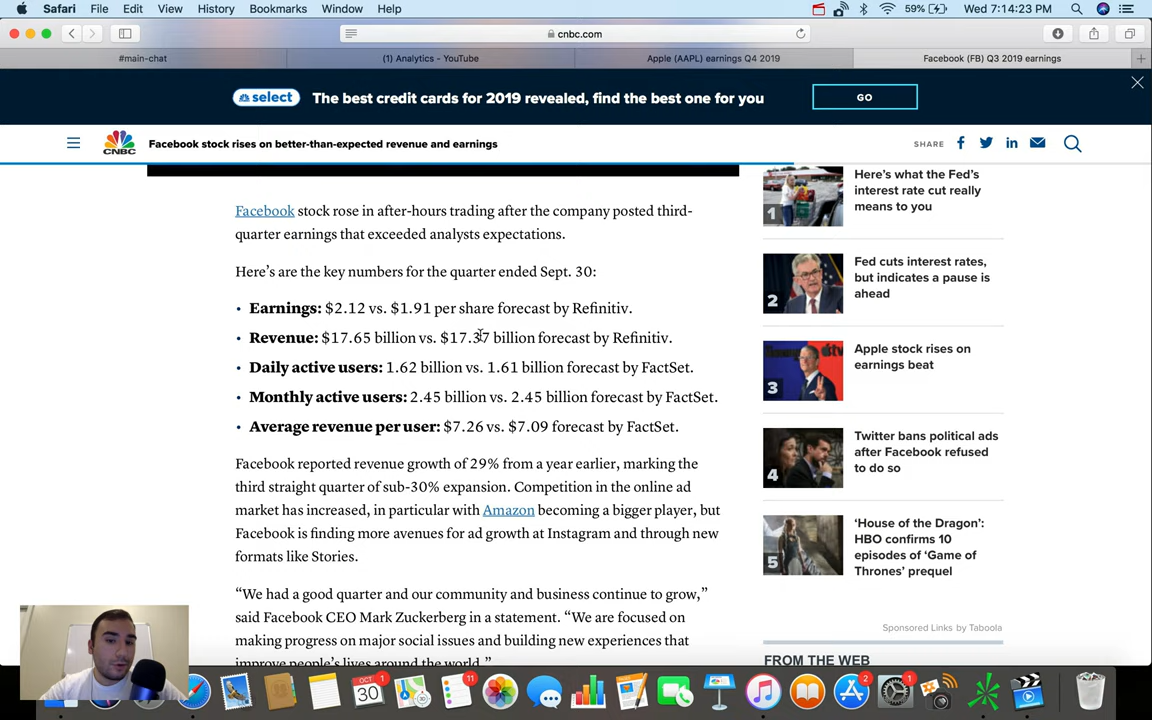 Safari File Edit View History Bookmarks Window Help 59% Wed 7:14:23 PM
cnbc.com
#main-chat (1) Analytics - YouTube Apple (AAPL) earnings Q4 2019 Facebook (FB) Q3 2019 earnings
select The best credit cards for 2019 revealed, find the best one for you GO
CNBC Facebook stock rises on better-than-expected revenue and earnings SHARE
Facebook stock rose in after-hours trading after the company posted third-
quarter earnings that exceeded analysts expectations.
Here’s are the key numbers for the quarter ended Sept. 30:
• Earnings: $2.12 vs. $1.91 per share forecast by Refinitiv.
• Revenue: $17.65 billion vs. $17.37 billion forecast by Refinitiv.
• Daily active users: 1.62 billion vs. 1.61 billion forecast by FactSet.
• Monthly active users: 2.45 billion vs. 2.45 billion forecast by FactSet.
• Average revenue per user: $7.26 vs. $7.09 forecast by FactSet.
Facebook reported revenue growth of 29% from a year earlier, marking the
third straight quarter of sub-30% expansion. Competition in the online ad
market has increased, in particular with Amazon becoming a bigger player, but
Facebook is finding more avenues for ad growth at Instagram and through new
formats like Stories.
“We had a good quarter and our community and business continue to grow,”
said Facebook CEO Mark Zuckerberg in a statement. “We are focused on
making progress on major social issues and building new experiences that
improve people’s lives around the world.”
1
Here’s what the Fed’s
interest rate cut really
means to you
2
Fed cuts interest rates,
but indicates a pause is
ahead
3
Apple stock rises on
earnings beat
4
Twitter bans political ads
after Facebook refused
to do so
5
‘House of the Dragon’:
HBO confirms 10
episodes of ‘Game of
Thrones’ prequel
Sponsored Links by Taboola
FROM THE WEB
OCT
30
1
11
2
1